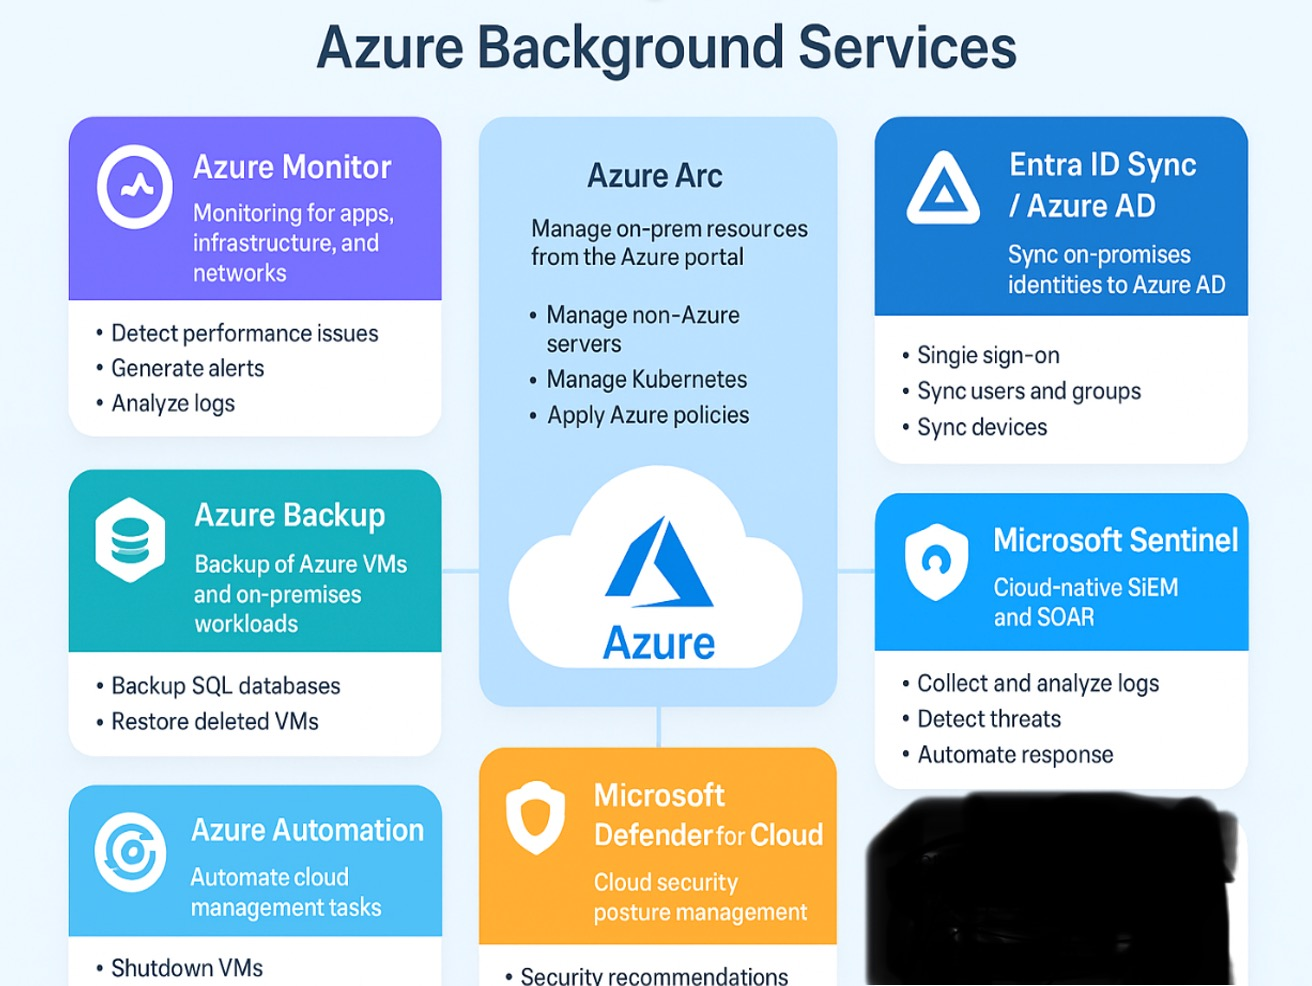 Azure Background Services
Azure Monitor
Monitoring for apps,
infrastructure, and
networks
• Detect performance issues
• Generate alerts
• Analyze logs
Azure Backup
Backup of Azure VMs
and on-premises
workloads
• Backup SQL databases
• Restore deleted VMs
Azure Automation
Automate cloud
management tasks
• Shutdown VMs
Azure Arc
Manage on-prem resources
from the Azure portal
• Manage non-Azure
servers
• Manage Kubernetes
• Apply Azure policies
Azure
Microsoft
Defender for Cloud
Cloud security
posture management
• Security recommendations
Entra ID Sync
/ Azure AD
Sync on-promises
identities to Azure AD
• Singie sign-on
• Sync users and groups
• Sync devices
Microsoft Sentinel
Cioud-native SiEM
and SOAR
• Collect and analyze logs
• Detect threats
• Automate response